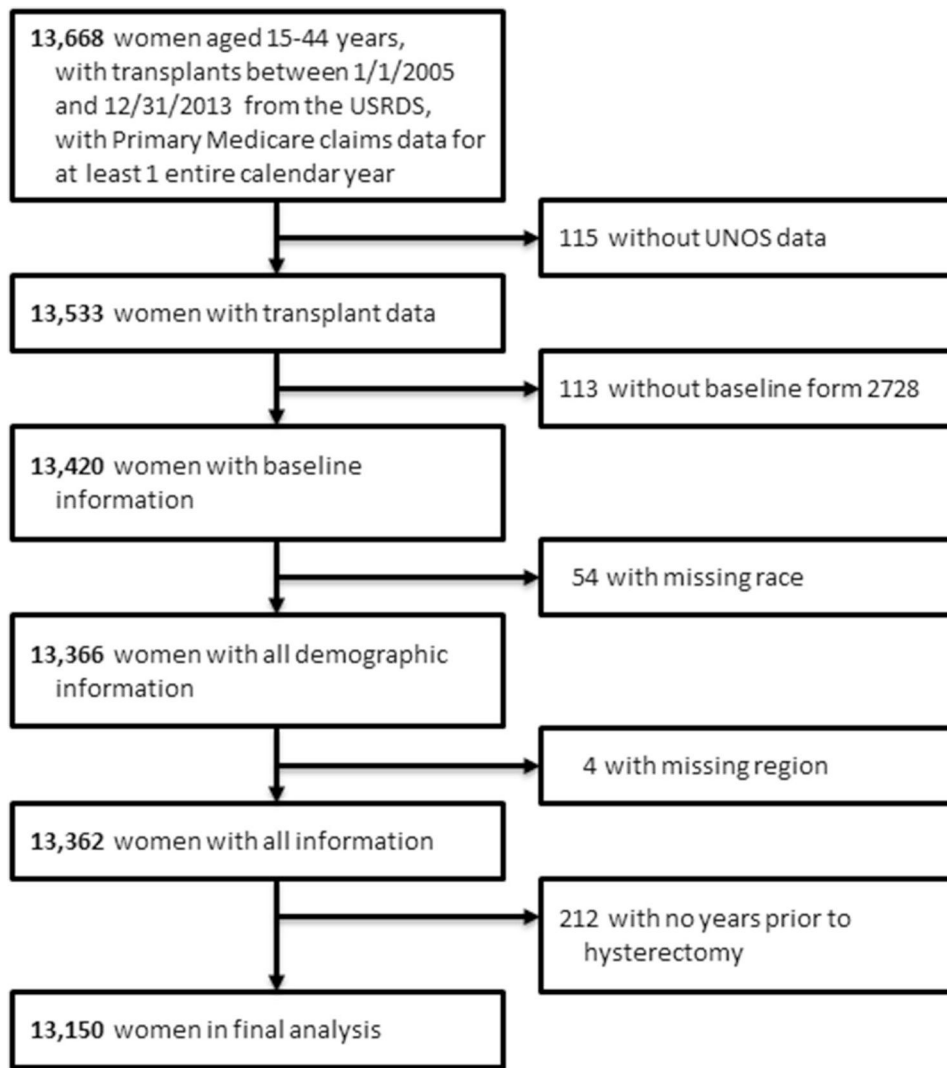 13,668 women aged 15-44 years,
with transplants between 1/1/2005
and 12/31/2013 from the USRDS,
with Primary Medicare claims data for
at least 1 entire calendar year
115 without UNOS data
13,533 women with transplant data
113 without baseline form 2728
13,420 women with baseline
information
54 with missing race
13,366 women with all demographic
information
4 with missing region
13,362 women with all information
212 with no years prior to
hysterectomy
13,150 women in final analysis